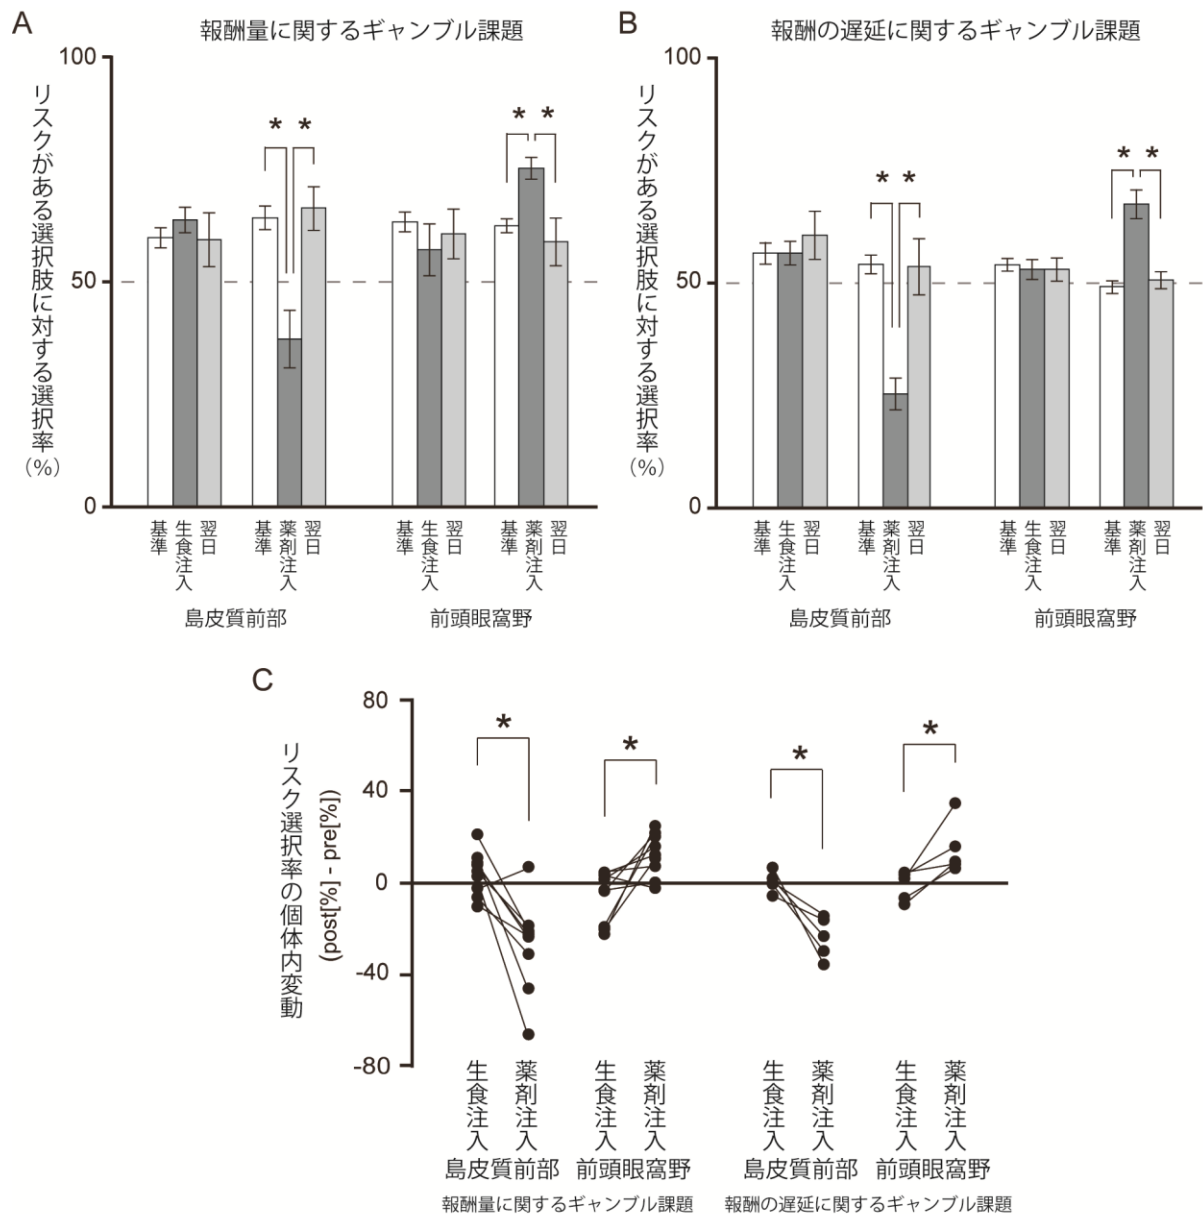 A
報酬量に関するギャンブル課題
リスクがある選択肢に対する選択率
(%)
100
50
0
* *
* *
基準 生食注入 翌日 基準 薬剤注入 翌日 基準 生食注入 翌日 基準 薬剤注入 翌日
島皮質前部 前頭眼窩野
B
報酬の遅延に関するギャンブル課題
リスクがある選択肢に対する選択率
(%)
100
50
0
* *
* *
基準 生食注入 翌日 基準 薬剤注入 翌日 基準 生食注入 翌日 基準 薬剤注入 翌日
島皮質前部 前頭眼窩野
C
リスク選択率の個体内変動
(post[%] - pre[%])
80
40
0
-40
-80
* * * *
生食注入 薬剤注入 生食注入 薬剤注入 生食注入 薬剤注入 生食注入 薬剤注入
島皮質前部 前頭眼窩野 島皮質前部 前頭眼窩野
報酬量に関するギャンブル課題 報酬の遅延に関するギャンブル課題